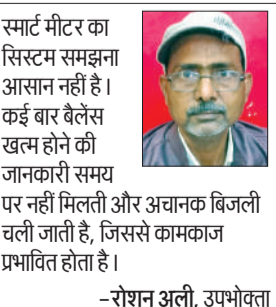 स्मार्ट मीटर का
सिस्टम समझना
आसान नहीं है।
कई बार बैलेंस
खत्म होने की
जानकारी समय
पर नहीं मिलती और अचानक बिजली
चली जाती है, जिससे कामकाज
प्रभावित होता है।
-रोशन अली, उपभोक्ता